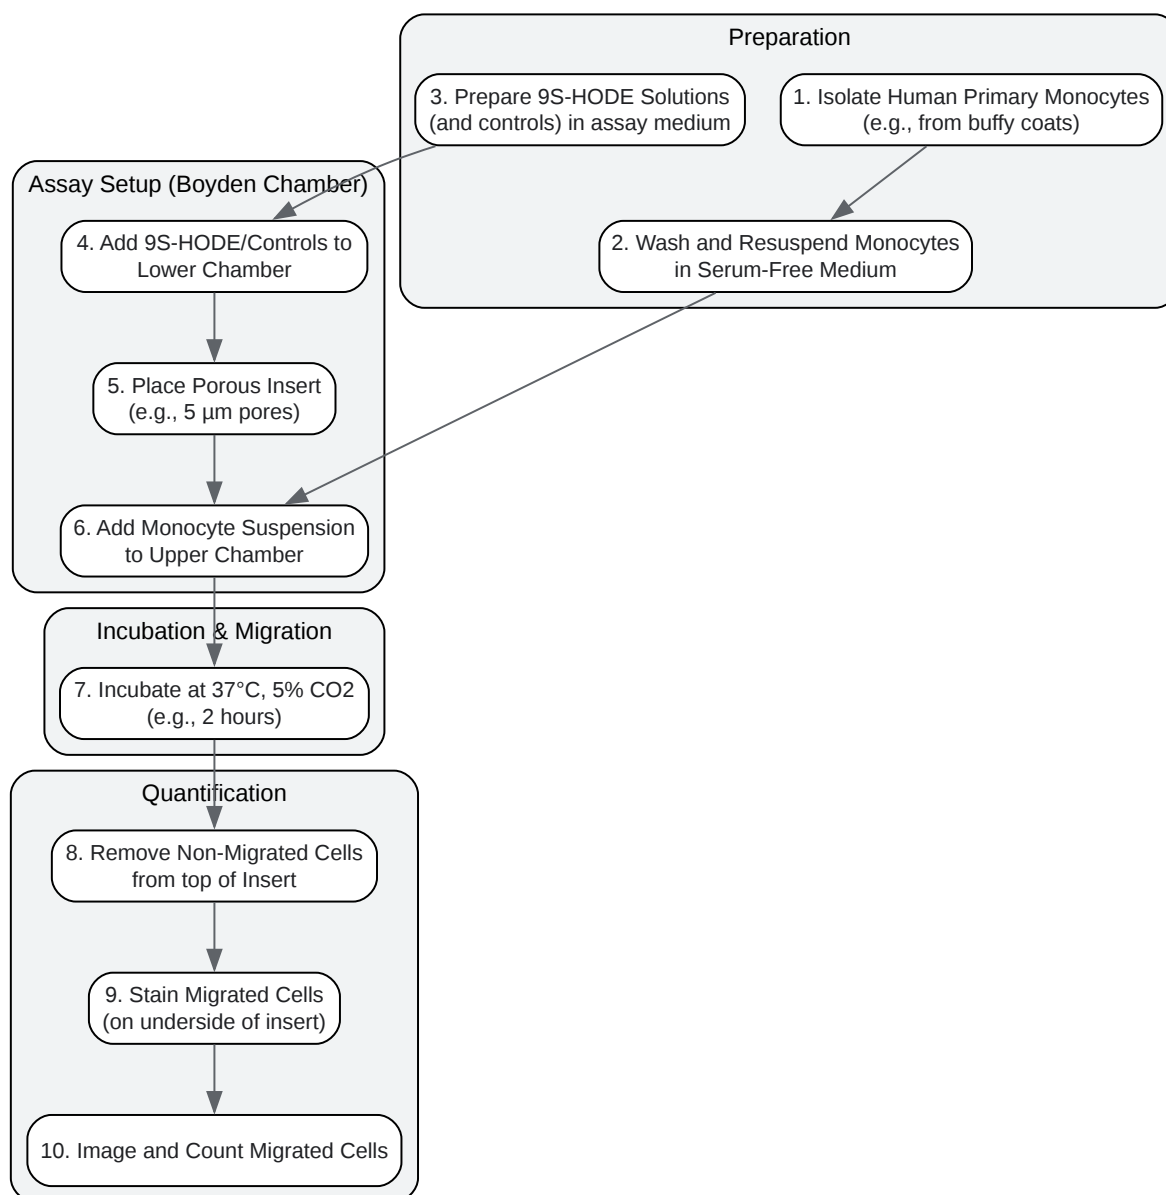 Preparation
3. Prepare 9S-HODE Solutions
(and controls) in assay medium
1. Isolate Human Primary Monocytes
(e.g., from buffy coats)
2. Wash and Resuspend Monocytes
in Serum-Free Medium
Assay Setup (Boyden Chamber)
4. Add 9S-HODE/Controls to
Lower Chamber
5. Place Porous Insert
(e.g., 5 µm pores)
6. Add Monocyte Suspension
to Upper Chamber
Incubation & Migration
7. Incubate at 37°C, 5% CO2
(e.g., 2 hours)
Quantification
8. Remove Non-Migrated Cells
from top of Insert
9. Stain Migrated Cells
(on underside of insert)
10. Image and Count Migrated Cells